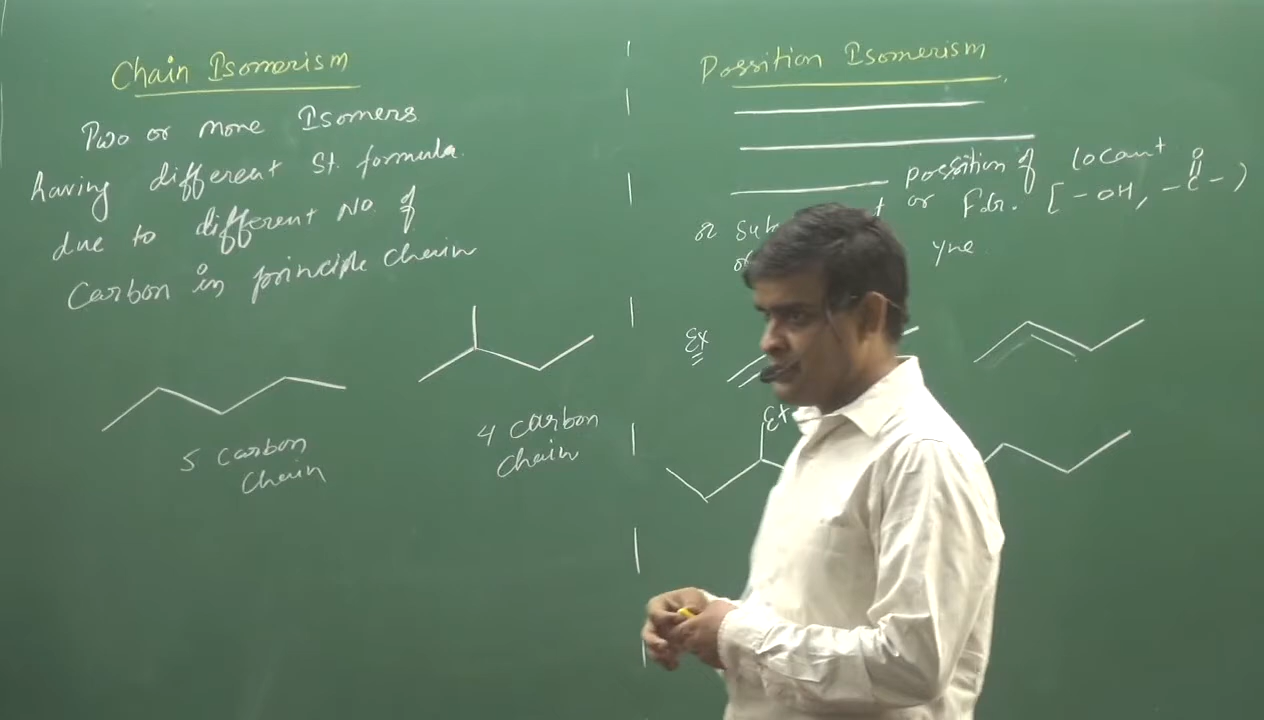 Chain Isomerism
Two or more Isomers
having different St. formula.
due to different No. of
Carbon in principle chain
5 carbon
chain
4 carbon
chain
Possition Isomerism
possition of locant
or Sub t or F.Gr. [-OH, -C-)
O
yne
Ex
Ex